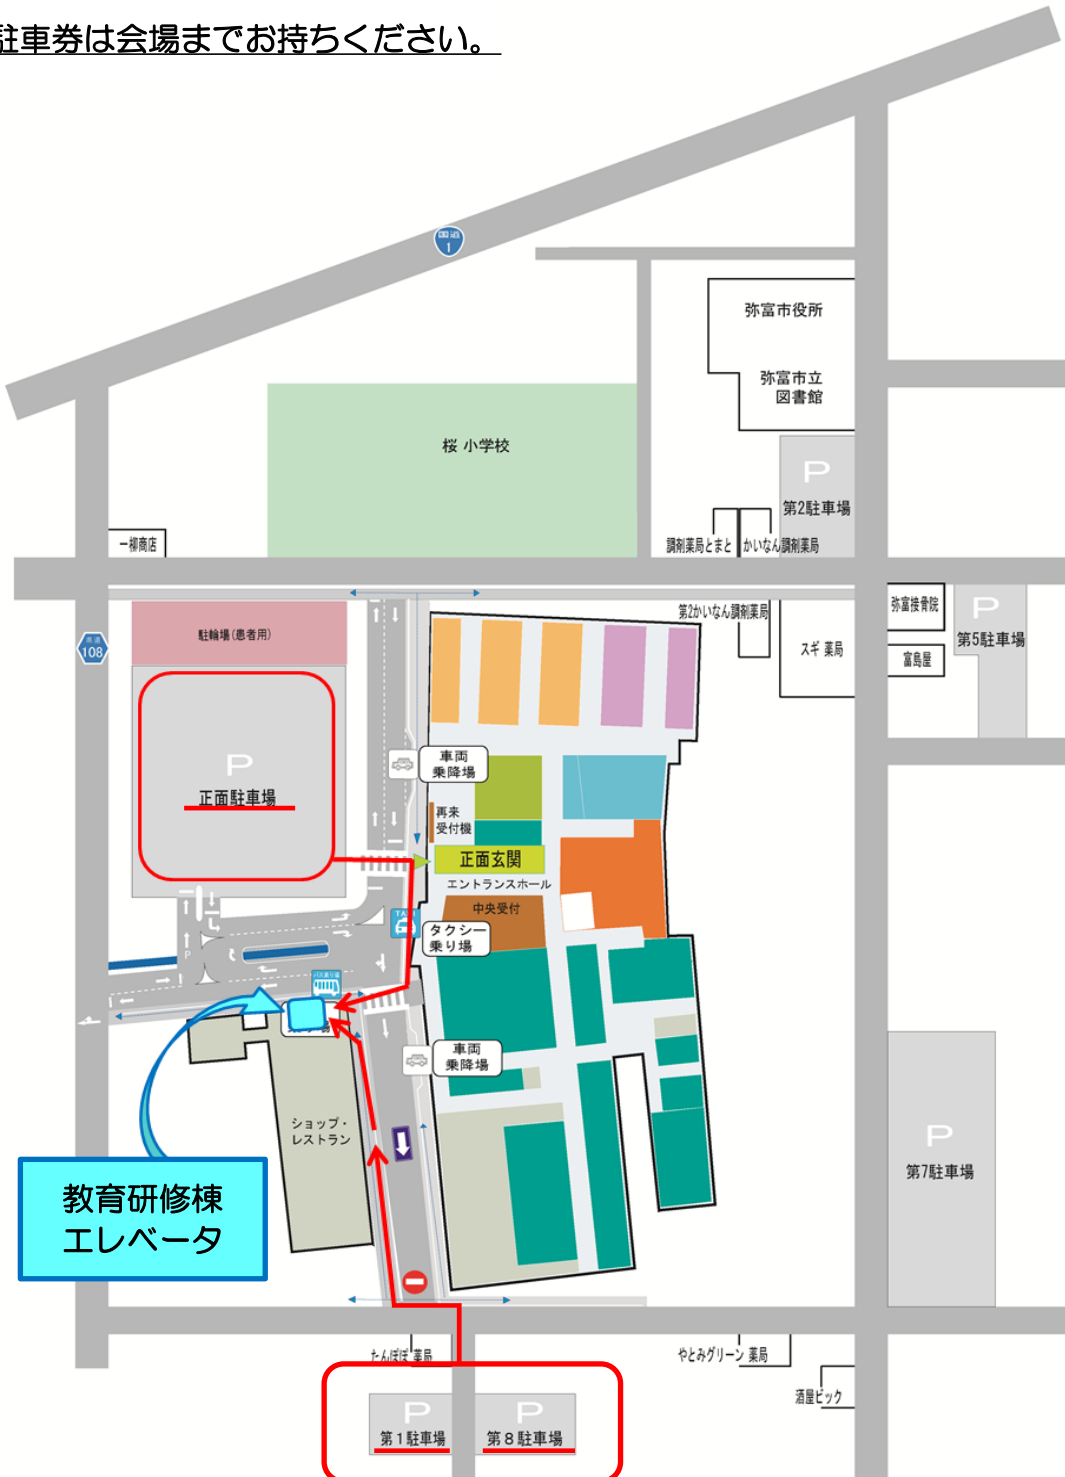 駐車券は会場までお持ちください。
国道
1
弥富市役所
弥富市立
図書館
桜 小学校
P
第2駐車場
一柳商店
調剤薬局とまと
かいなん調剤薬局
県道
108
駐輪場(患者用)
第2かいなん調剤薬局
スギ 薬局
弥富接骨院
富島屋
P
第5駐車場
P
正面駐車場
車両
乗降場
再来
受付機
正面玄関
エントランスホール
中央受付
TAXI
タクシー
乗り場
P
バス乗り場
車両
乗降場
ショップ・
レストラン
教育研修棟
エレベータ
P
第7駐車場
たんぽぽ 薬局
やとみグリーン 薬局
酒屋ビック
P
第1駐車場
P
第8駐車場